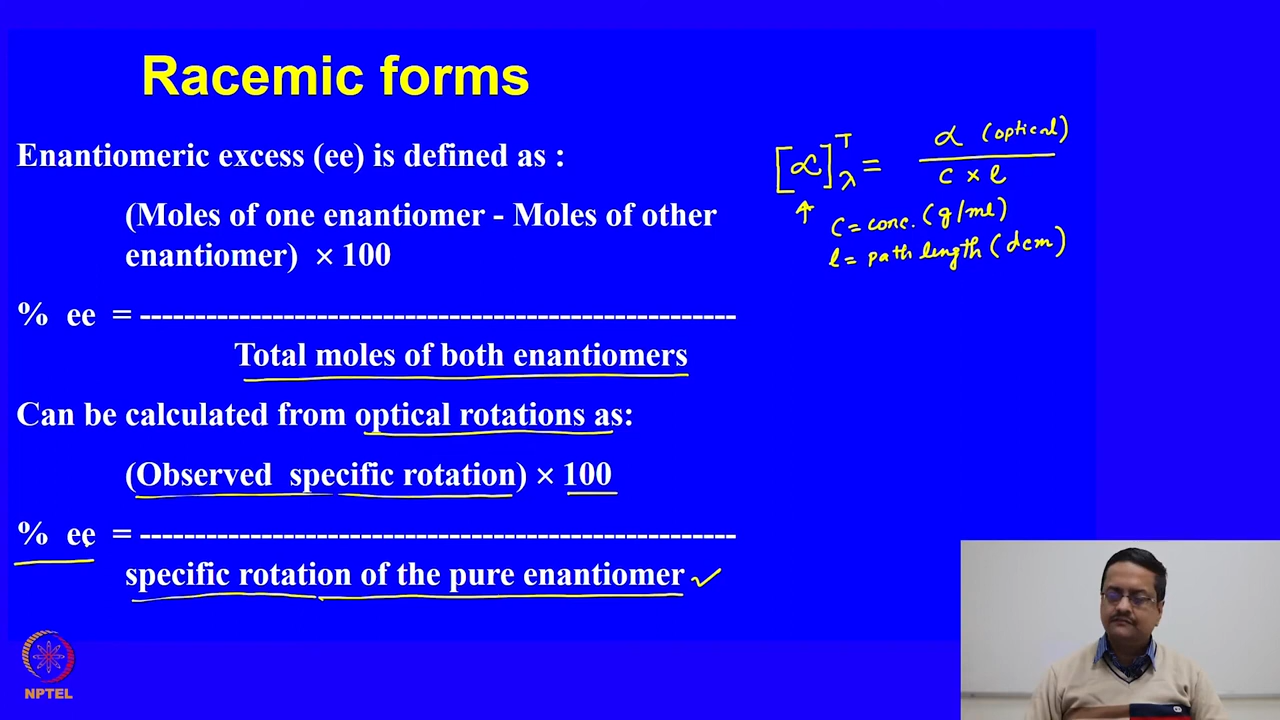 Racemic forms
Enantiomeric excess (ee) is defined as :
(Moles of one enantiomer - Moles of other
enantiomer) × 100
% ee = ------------------------------------------------------
Total moles of both enantiomers
Can be calculated from optical rotations as:
(Observed specific rotation) × 100
% ee = ------------------------------------------------------
specific rotation of the pure enantiomer ✓
[α]
T
λ
=
α (optical)
c × l
↑ c = conc. (g/ml)
l = path length (dcm)
NPTEL